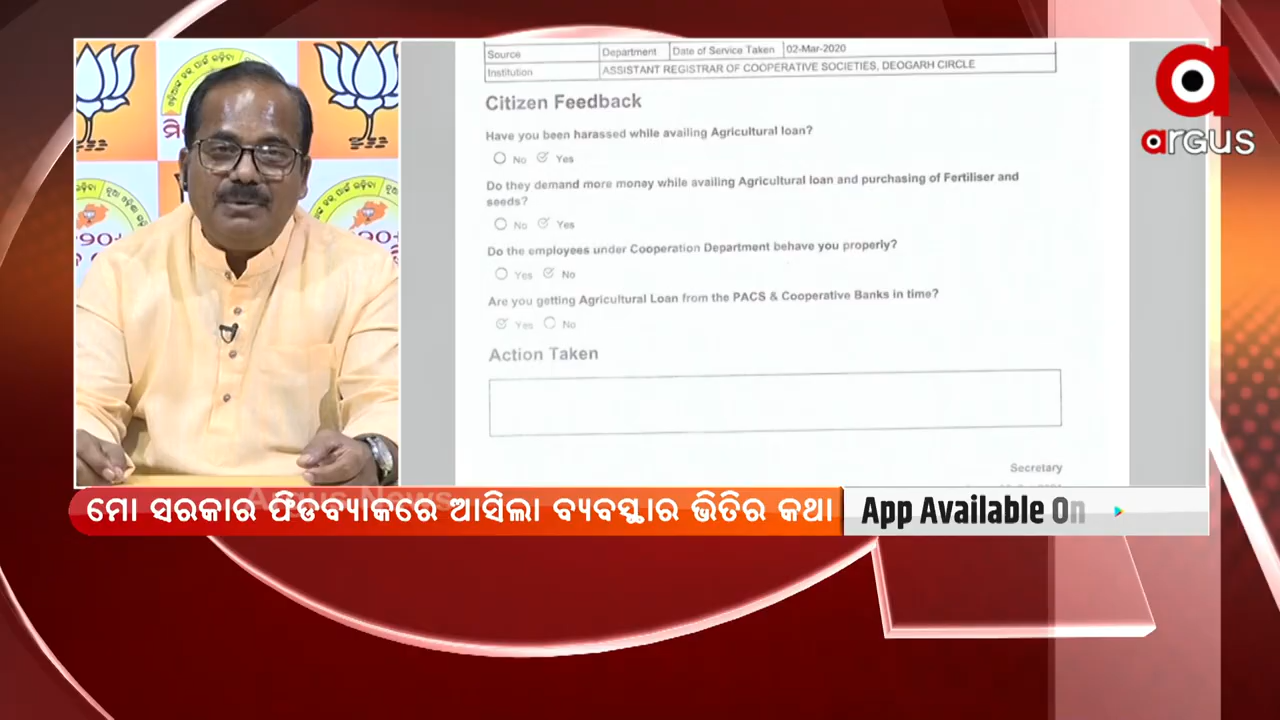 Source
Department
Date of Service Taken
02-Mar-2020
Institution
ASSISTANT REGISTRAR OF COOPERATIVE SOCIETIES, DEOGARH CIRCLE
Citizen Feedback
Have you been harassed while availing Agricultural loan?
No Yes
Do they demand more money while availing Agricultural loan and purchasing of Fertiliser and
seeds?
No Yes
Do the employees under Cooperation Department behave you properly?
Yes No
Are you getting Agricultural Loan from the PACS & Cooperative Banks in time?
Yes No
Action Taken
Secretary
argus
Argus News
ମୋ ସରକାର ଫିଡବ୍ୟାକରେ ଆସିଲା ବ୍ୟବସ୍ଥାର ଭିତିର କଥା
App Available On